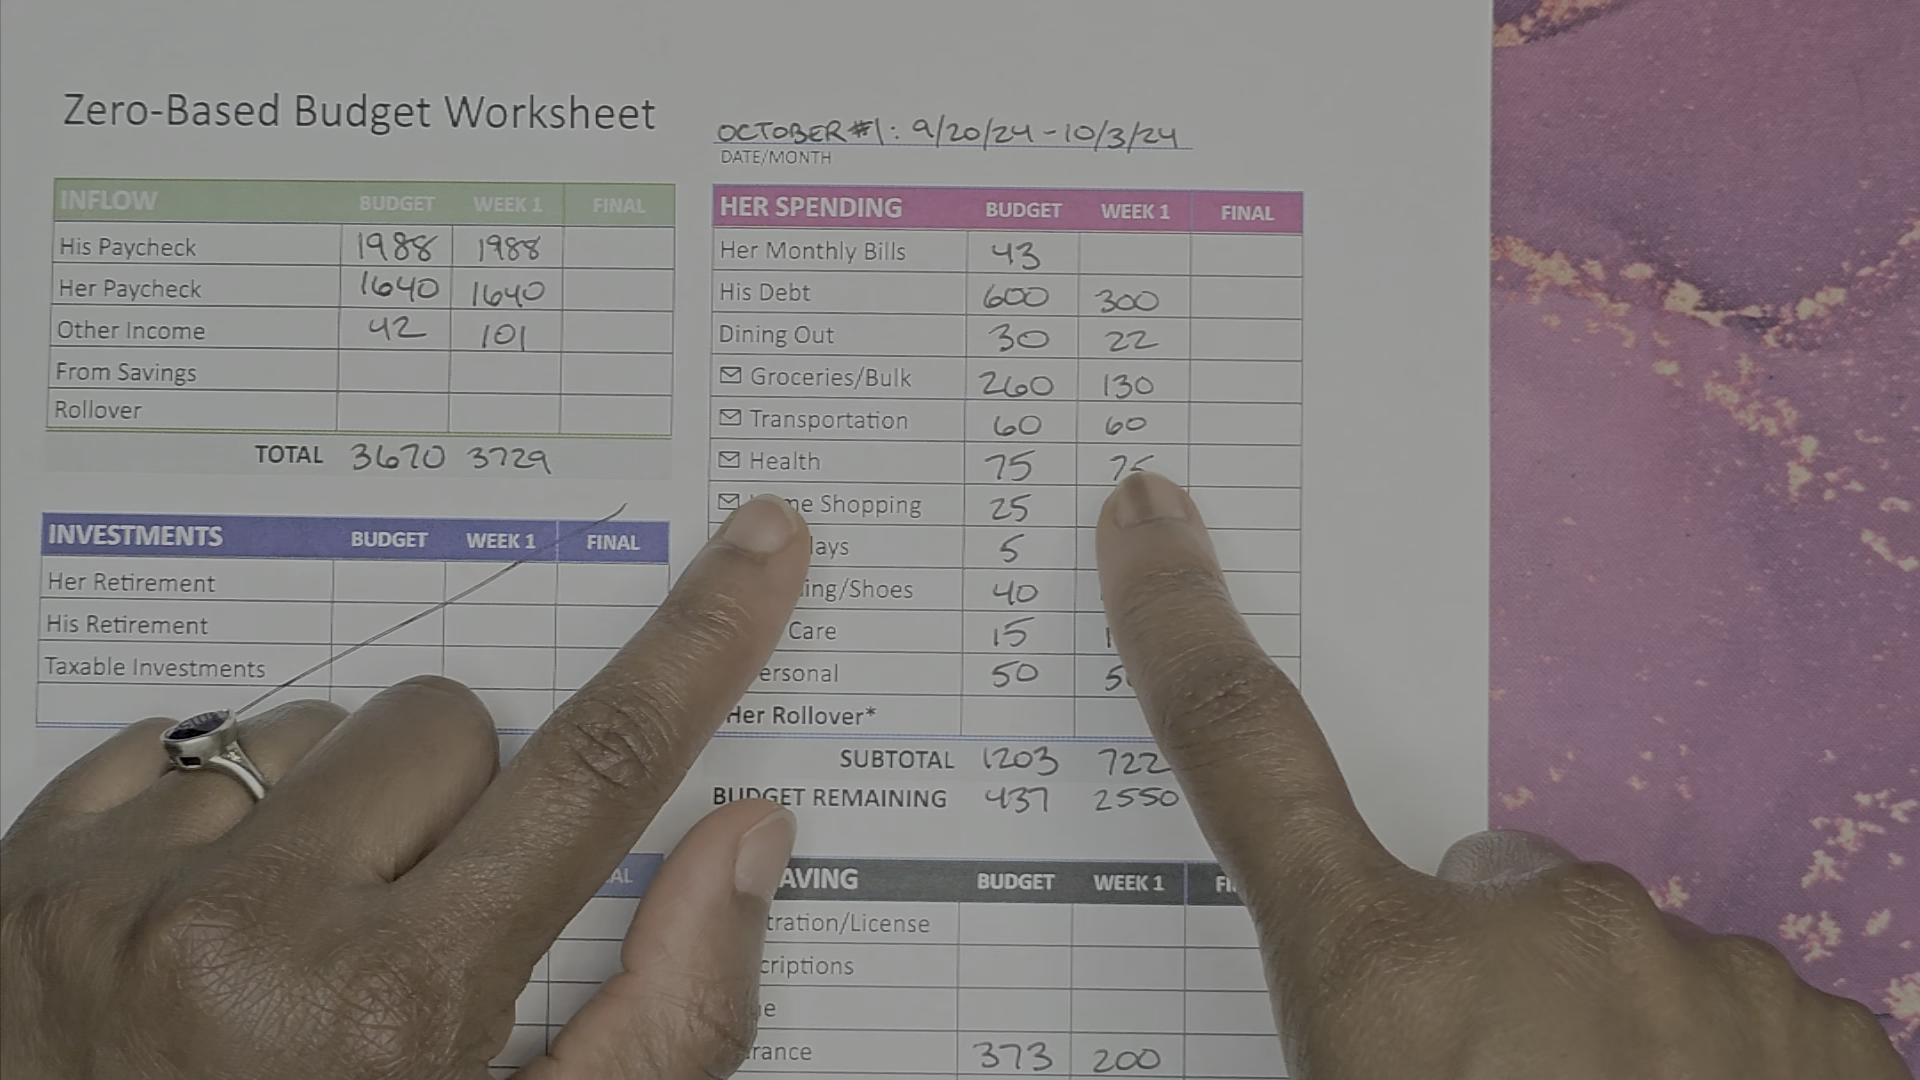 Zero-Based Budget Worksheet
OCTOBER #1: 9/20/24 - 10/3/24
DATE/MONTH
INFLOW BUDGET WEEK 1 FINAL
His Paycheck 1988 1988
Her Paycheck 1640 1640
Other Income 42 101
From Savings
Rollover
TOTAL 3670 3729
INVESTMENTS BUDGET WEEK 1 FINAL
Her Retirement
His Retirement
Taxable Investments
HER SPENDING BUDGET WEEK 1 FINAL
Her Monthly Bills 43
His Debt 600 300
Dining Out 30 22
Groceries/Bulk 260 130
Transportation 60 60
Health 75 75
Shopping 25
5
40
Care 15
50
Her Rollover*
SUBTOTAL 1203 722
BUDGET REMAINING 437 2550
BUDGET WEEK 1
373 200